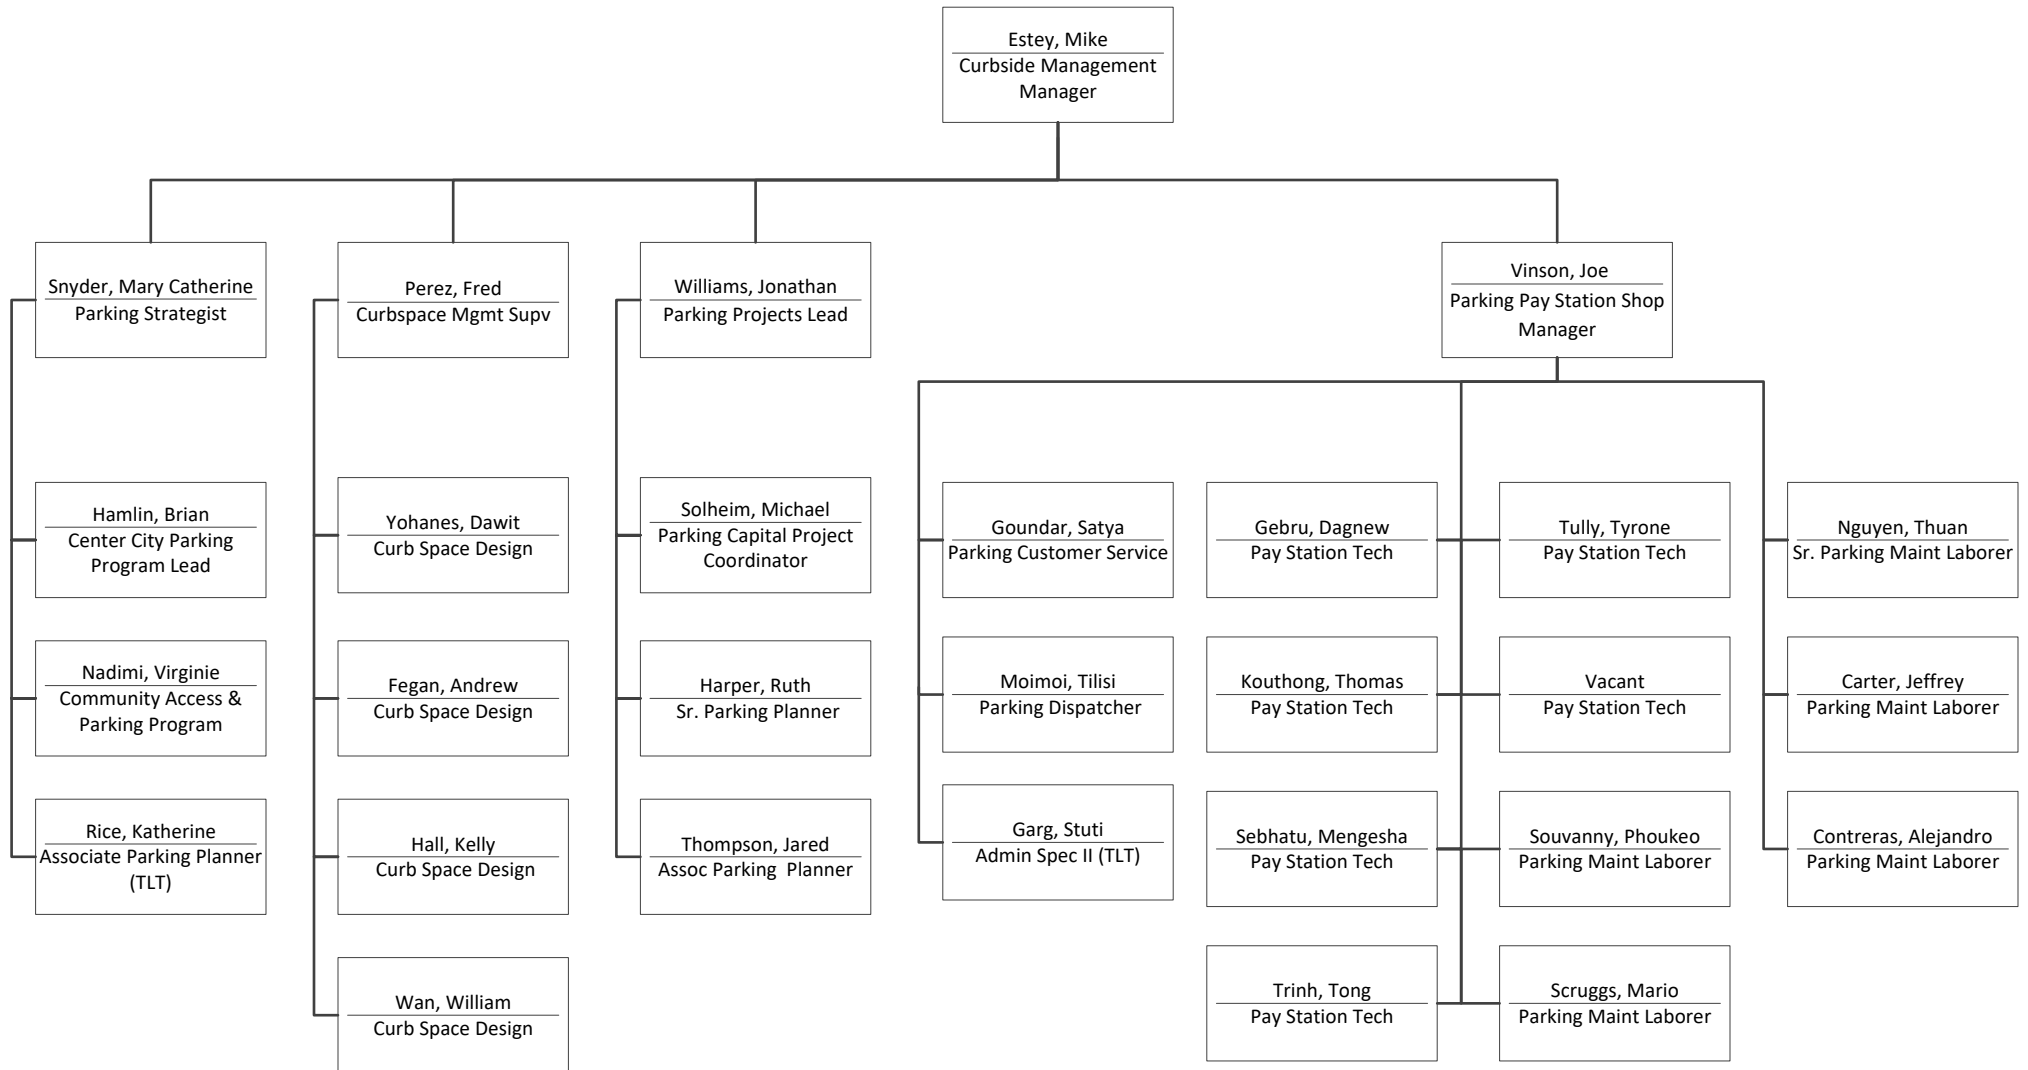 Estey, Mike
Curbside Management
Manager
Snyder, Mary Catherine
Parking Strategist
Perez, Fred
Curbspace Mgmt Supv
Williams, Jonathan
Parking Projects Lead
Vinson, Joe
Parking Pay Station Shop
Manager
Hamlin, Brian
Center City Parking
Program Lead
Nadimi, Virginie
Community Access &
Parking Program
Rice, Katherine
Associate Parking Planner
(TLT)
Yohanes, Dawit
Curb Space Design
Fegan, Andrew
Curb Space Design
Hall, Kelly
Curb Space Design
Wan, William
Curb Space Design
Solheim, Michael
Parking Capital Project
Coordinator
Harper, Ruth
Sr. Parking Planner
Thompson, Jared
Assoc Parking  Planner
Goundar, Satya
Parking Customer Service
Moimoi, Tilisi
Parking Dispatcher
Garg, Stuti
Admin Spec II (TLT)
Gebru, Dagnew
Pay Station Tech
Kouthong, Thomas
Pay Station Tech
Sebhatu, Mengesha
Pay Station Tech
Trinh, Tong
Pay Station Tech
Tully, Tyrone
Pay Station Tech
Vacant
Pay Station Tech
Souvanny, Phoukeo
Parking Maint Laborer
Scruggs, Mario
Parking Maint Laborer
Nguyen, Thuan
Sr. Parking Maint Laborer
Carter, Jeffrey
Parking Maint Laborer
Contreras, Alejandro
Parking Maint Laborer